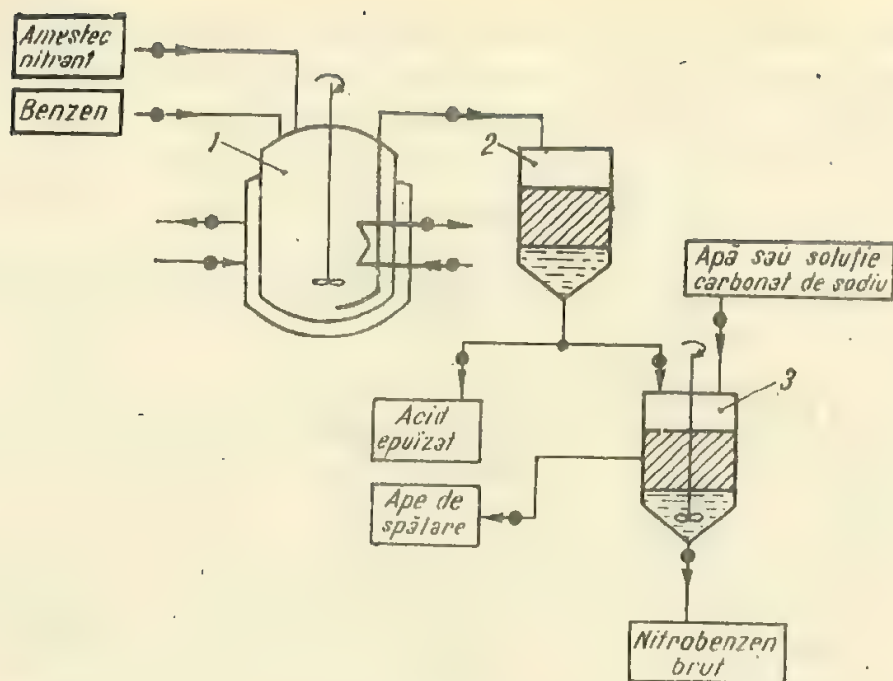 Amestec
nitrant
Benzen
1
2
Apă sau soluție
carbonat de sodiu
3
Acid
epuizat
Ape de
spălare
Nitrobenzen
brut